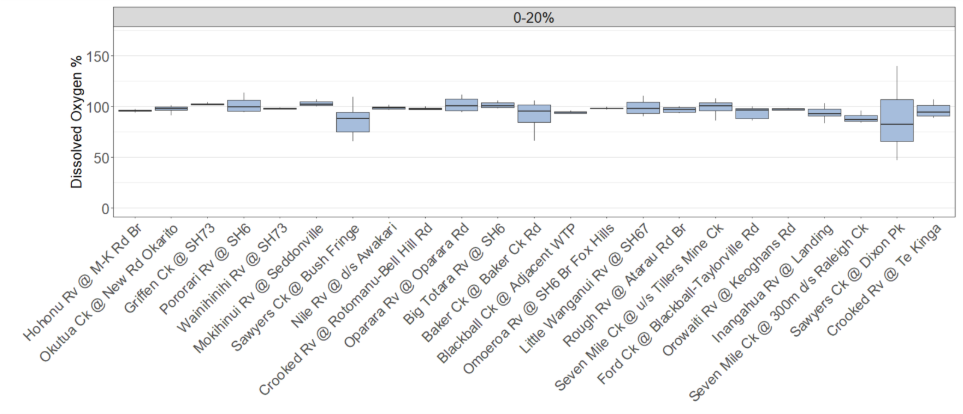 0-20%
Dissolved Oxygen %
150
100
50
0
Hohonu Rv @ M-K Rd Br
Okutua Ck @ New Rd Okarito
Griffen Ck @ SH73
Pororari Rv @ SH6
Waihinihi Rv @ SH73
Mokihinui Rv @ Seddonville
Sawyers Ck @ Bush Fringe
Nile Rv @ d/s Awakari
Crooked Rv @ Rotomanu-Bell Hill Rd
Oparara Rv @ Oparara Rd
Big Totara Rv @ SH6
Baker Ck @ Baker Ck Rd
Blackball Ck @ Adjacent WTP
Omoeroa Rv @ SH6 Br Fox Hills
Little Wanganui Rv @ SH67
Rough Rv @ Atarau Rd Br
Seven Mile Ck @ u/s Tillers Mine Ck
Ford Ck @ Blackball-Taylorville Rd
Orowaiti Rv @ Keoghans Rd
Inangahua Rv @ Landing
Seven Mile Ck @ 300m d/s Raleigh Ck
Sawyers Ck @ Dixon Pk
Crooked Rv @ Te Kinga